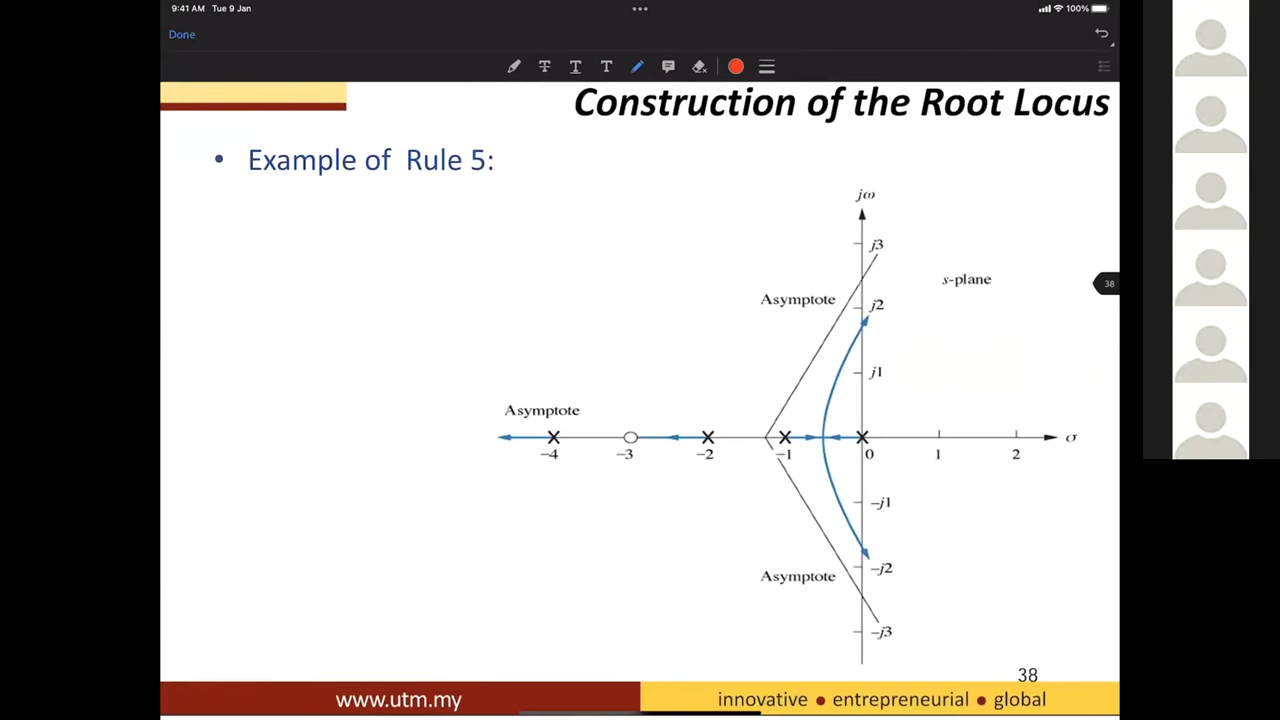 9:41 AM Tue 9 Jan
100%
Done
T T T
Construction of the Root Locus
• Example of Rule 5:
jω
j3
s-plane
38
Asymptote
j2
j1
Asymptote
σ
−4 −3 −2 −1 0 1 2
−j1
Asymptote
−j2
−j3
38
www.utm.my
innovative ● entrepreneurial ● global